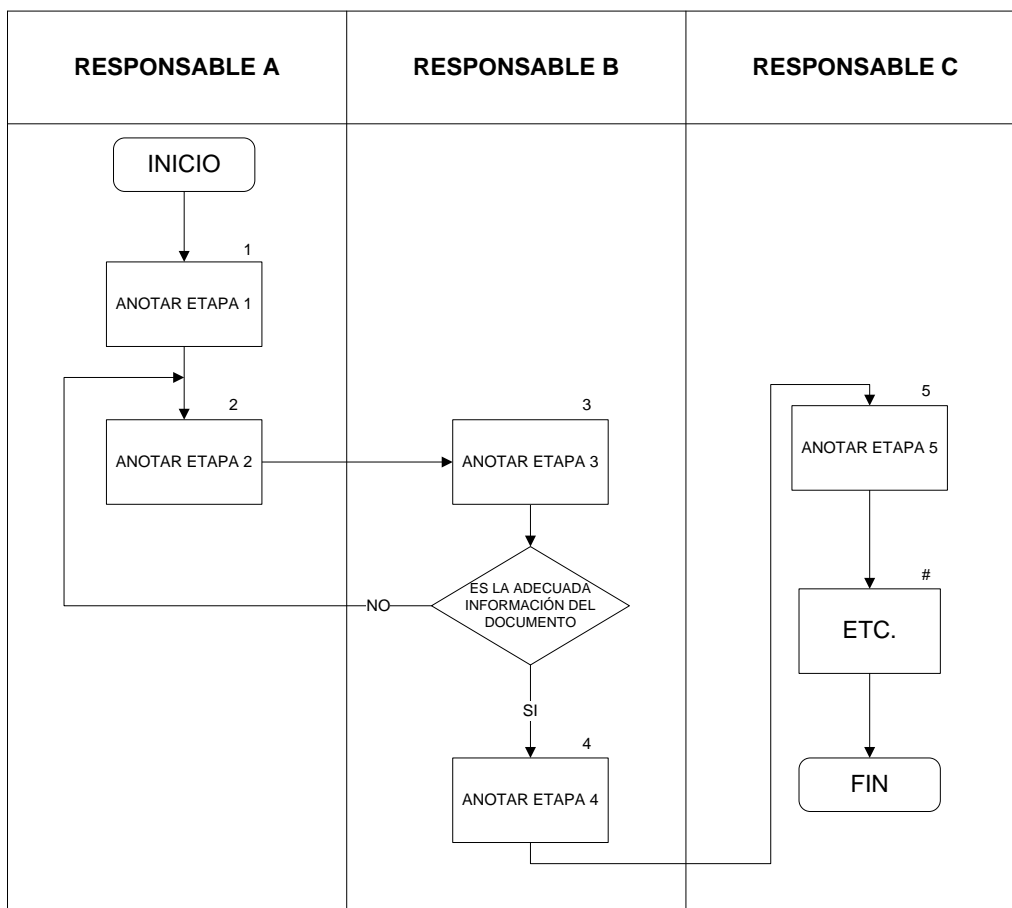 RESPONSABLE A
RESPONSABLE B
RESPONSABLE C
INICIO
1
ANOTAR ETAPA 1
2
ANOTAR ETAPA 2
3
ANOTAR ETAPA 3
ES LA ADECUADA
INFORMACIÓN DEL
DOCUMENTO
NO
SI
4
ANOTAR ETAPA 4
5
ANOTAR ETAPA 5
#
ETC.
FIN